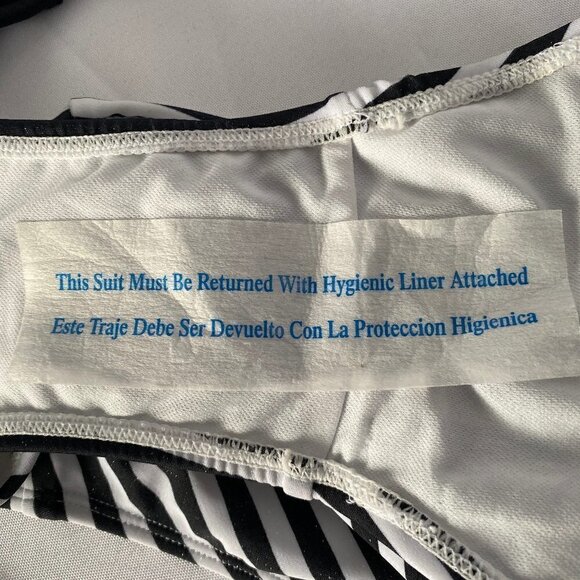 This Suit Must Be Returned With Hygienic Liner Attached
Este Traje Debe Ser Devuelto Con La Proteccion Higienica